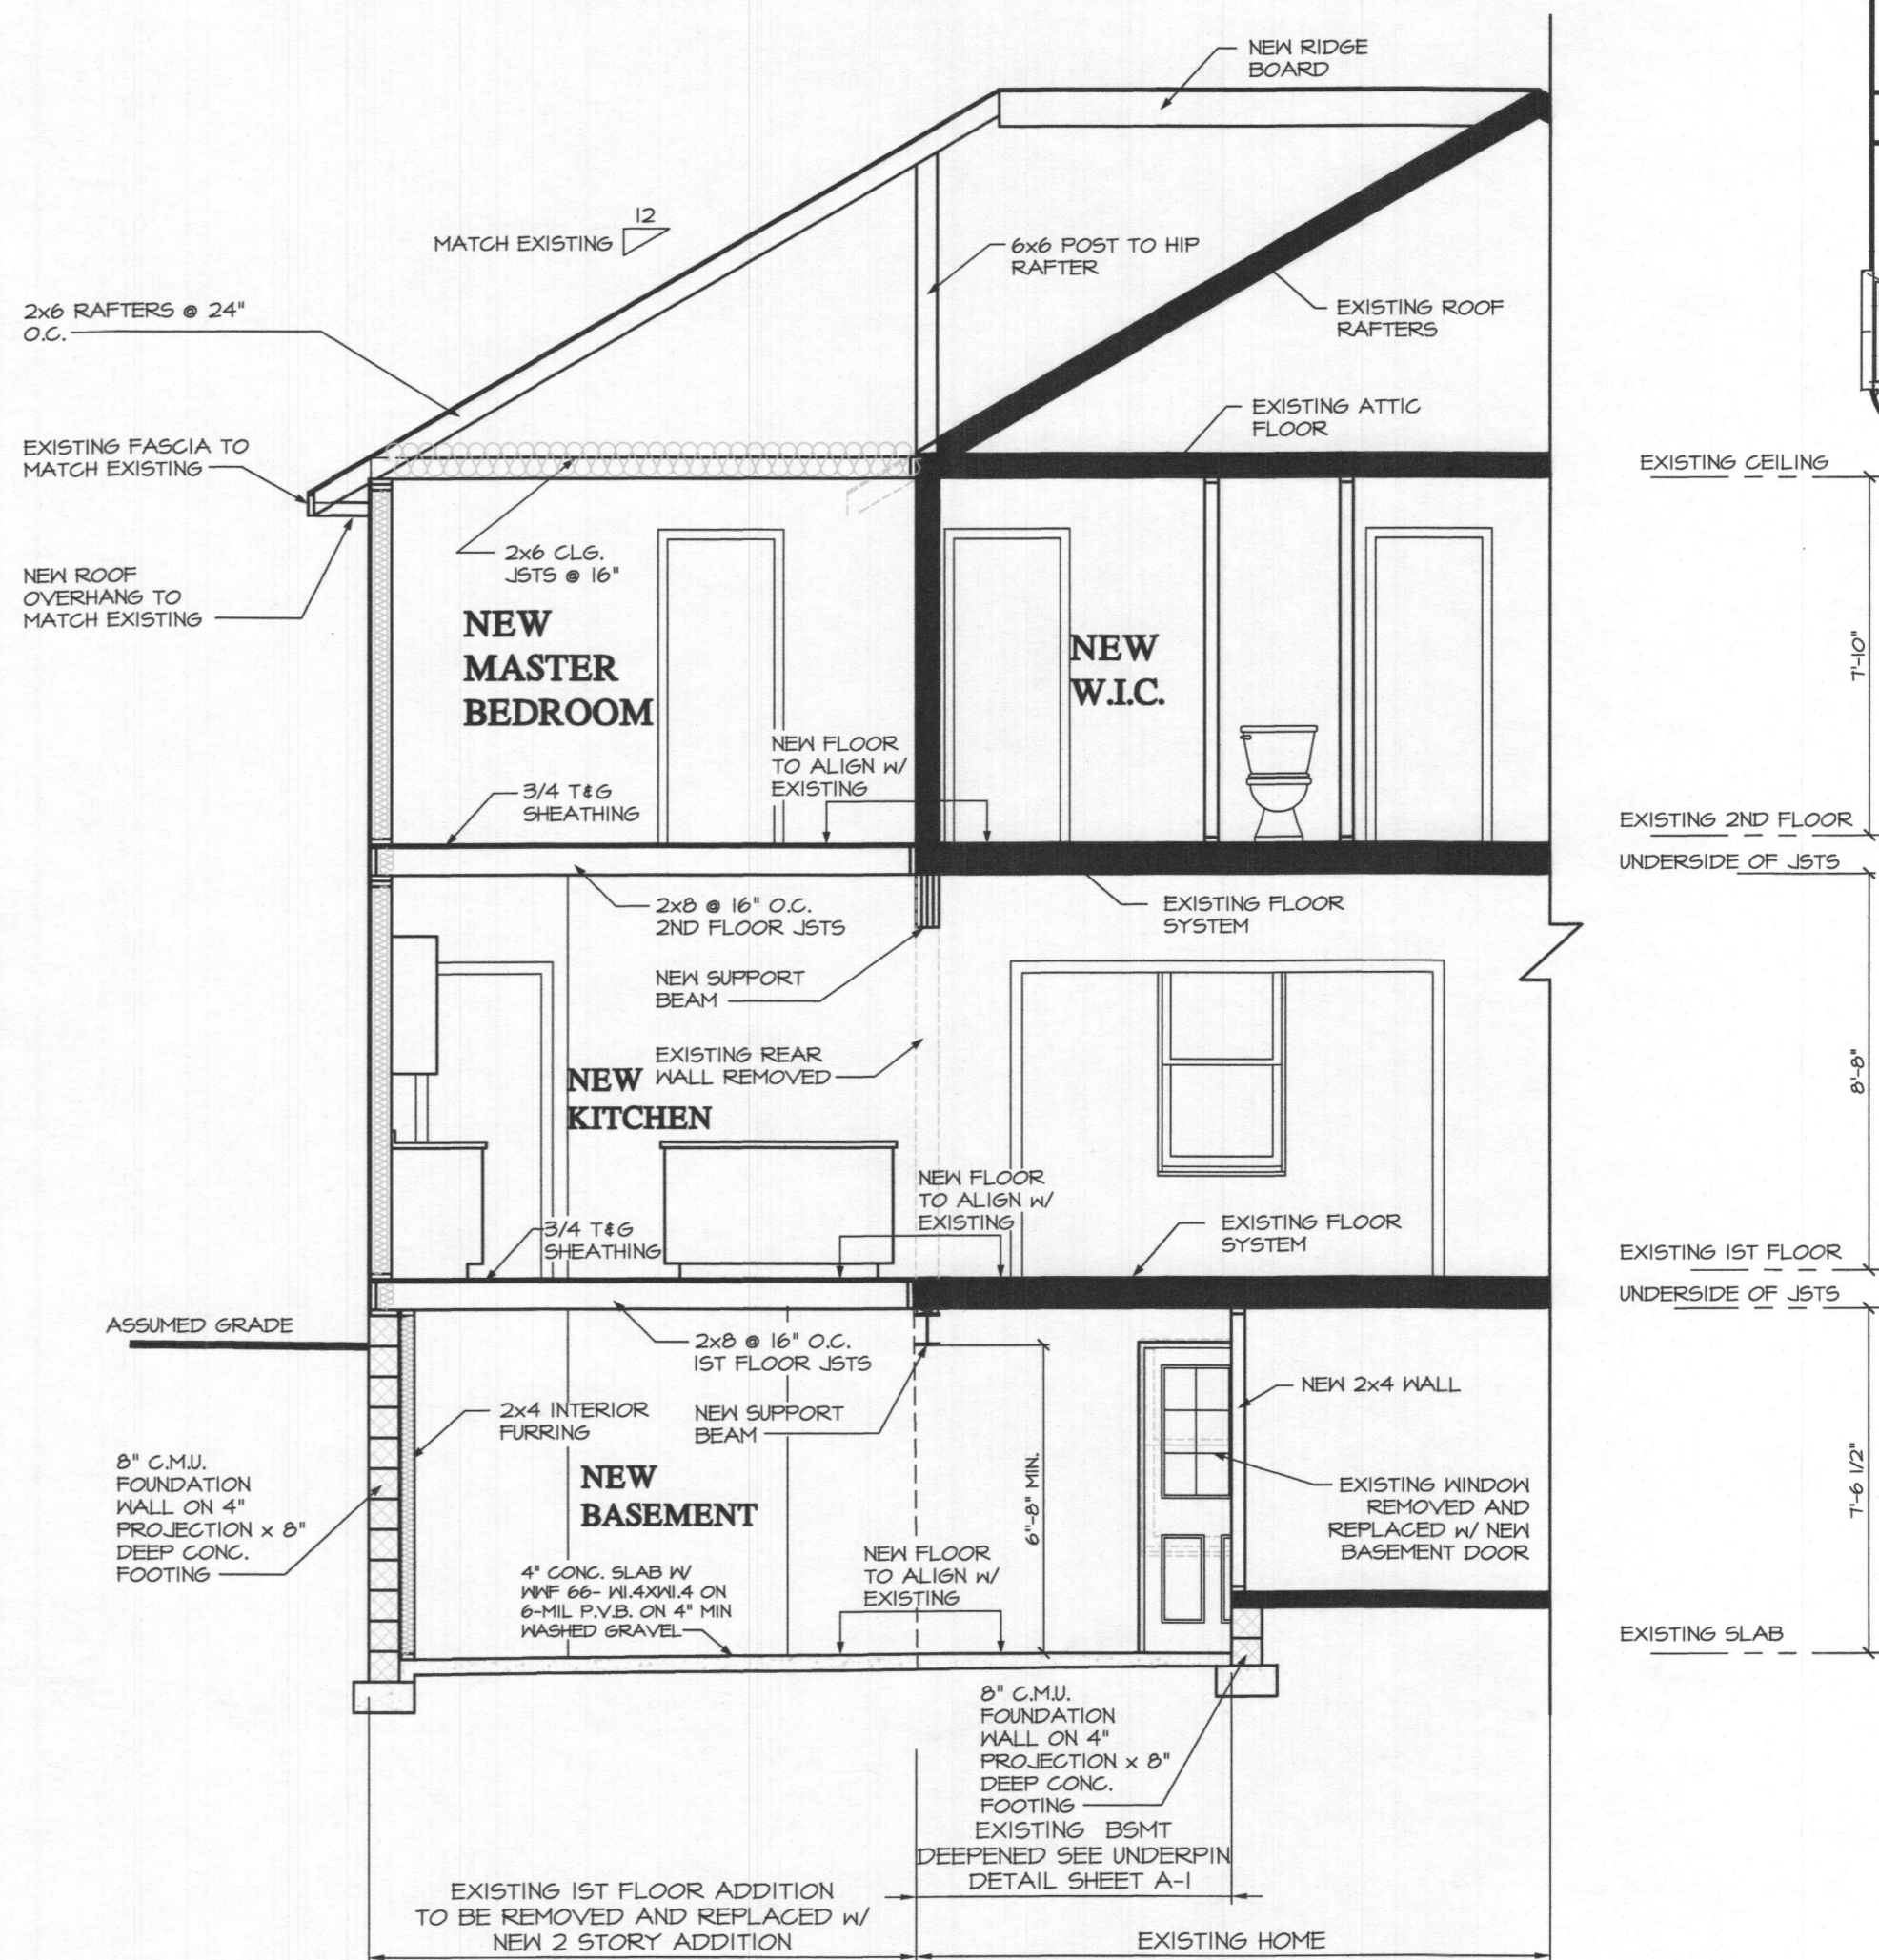 NEW RIDGE
BOARD
12
MATCH EXISTING
6x6 POST TO HIP
RAFTER
2x6 RAFTERS @ 24"
O.C.
EXISTING ROOF
RAFTERS
EXISTING ATTIC
FLOOR
EXISTING FASCIA TO
MATCH EXISTING
EXISTING CEILING
2x6 CLG.
JSTS @ 16"
NEW ROOF
OVERHANG TO
MATCH EXISTING
NEW
MASTER
BEDROOM
NEW
W.I.C.
7'-10"
NEW FLOOR
TO ALIGN W/
EXISTING
3/4 T&G
SHEATHING
EXISTING 2ND FLOOR
UNDERSIDE OF JSTS
2x8 @ 16" O.C.
2ND FLOOR JSTS
EXISTING FLOOR
SYSTEM
NEW SUPPORT
BEAM
EXISTING REAR
WALL REMOVED
NEW
KITCHEN
8'-8"
NEW FLOOR
TO ALIGN W/
EXISTING
3/4 T&G
SHEATHING
EXISTING FLOOR
SYSTEM
EXISTING 1ST FLOOR
UNDERSIDE OF JSTS
ASSUMED GRADE
2x8 @ 16" O.C.
1ST FLOOR JSTS
NEW 2x4 WALL
2x4 INTERIOR
FURRING
NEW SUPPORT
BEAM
8" C.M.U.
FOUNDATION
WALL ON 4"
PROJECTION x 8"
DEEP CONC.
FOOTING
NEW
BASEMENT
6"-8" MIN.
EXISTING WINDOW
REMOVED AND
REPLACED W/ NEW
BASEMENT DOOR
7'-6 1/2"
4" CONC. SLAB W/
WWF 66- W1.4XW1.4 ON
6-MIL P.V.B. ON 4" MIN
WASHED GRAVEL
NEW FLOOR
TO ALIGN W/
EXISTING
EXISTING SLAB
8" C.M.U.
FOUNDATION
WALL ON 4"
PROJECTION x 8"
DEEP CONC.
FOOTING
EXISTING BSMT
DEEPENED SEE UNDERPIN
DETAIL SHEET A-1
EXISTING 1ST FLOOR ADDITION
TO BE REMOVED AND REPLACED W/
NEW 2 STORY ADDITION
EXISTING HOME